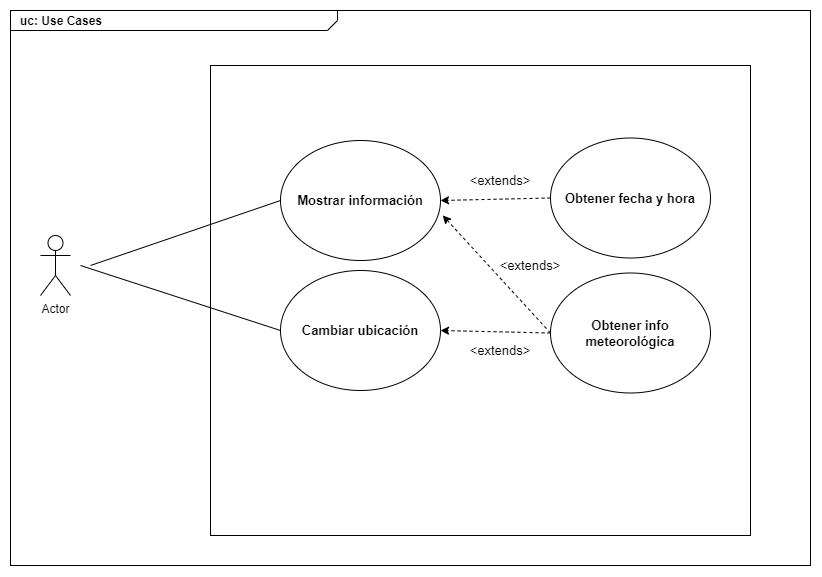 uc: Use Cases
<extends>
Mostrar información
Obtener fecha y hora
<extends>
Actor
Cambiar ubicación
Obtener info
meteorológica
<extends>